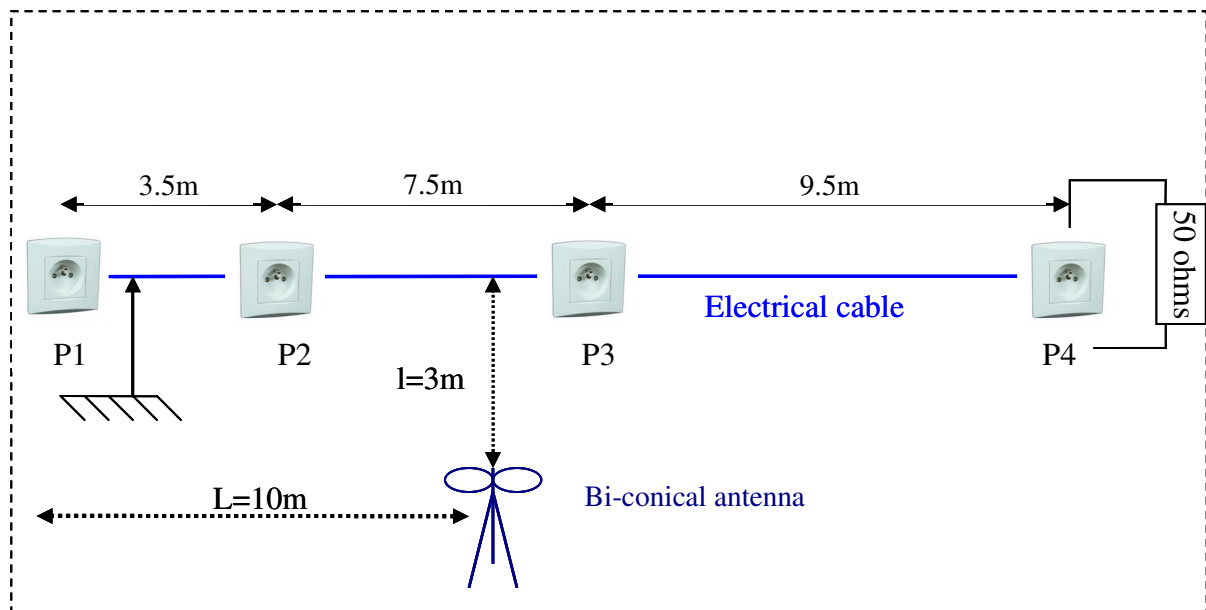 3.5m
7.5m
9.5m
50 ohms
Electrical cable
P1
P2
P3
P4
l=3m
L=10m
Bi-conical antenna